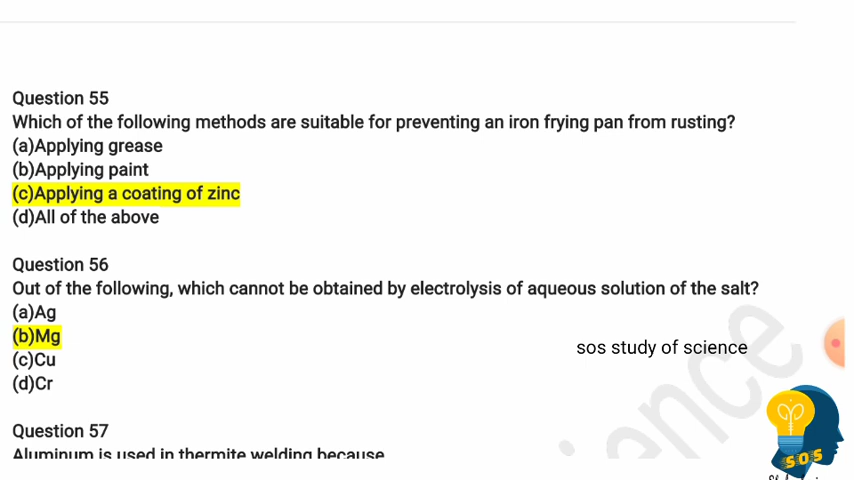 Question 55
Which of the following methods are suitable for preventing an iron frying pan from rusting?
(a)Applying grease
(b)Applying paint
(c)Applying a coating of zinc
(d)All of the above
Question 56
Out of the following, which cannot be obtained by electrolysis of aqueous solution of the salt?
(a)Ag
(b)Mg
(c)Cu
(d)Cr
sos study of science
ence
SOS
Question 57
Aluminum is used in thermite welding because